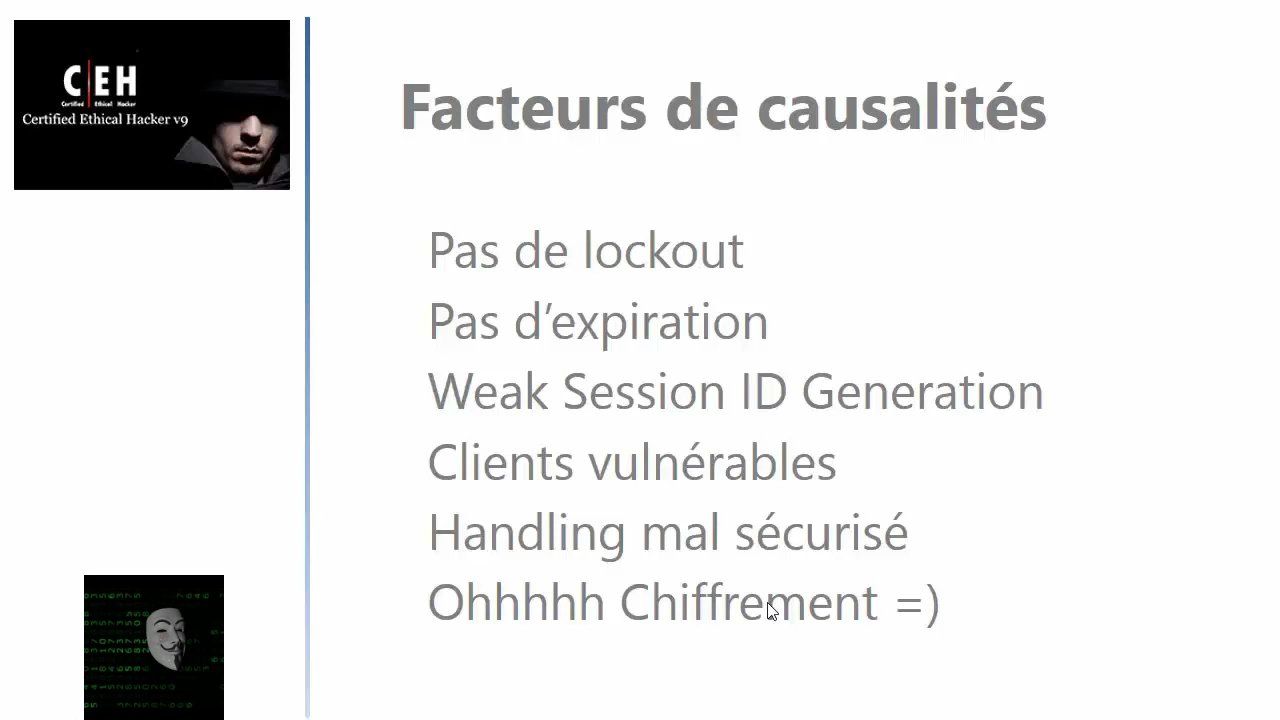 C EH
Certified Ethical Hacker
Certified Ethical Hacker v9
Facteurs de causalités
Pas de lockout
Pas d’expiration
Weak Session ID Generation
Clients vulnérables
Handling mal sécurisé
Ohhhhh Chiffrement =)